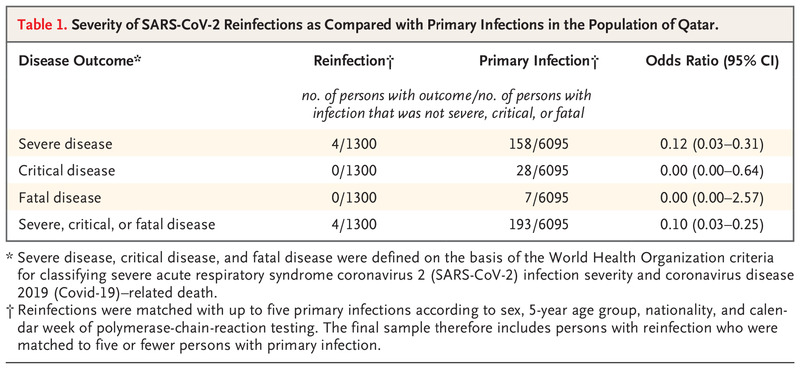 Table 1. Severity of SARS-CoV-2 Reinfections as Compared with Primary Infections in the Population of Qatar.
Disease Outcome* Reinfection† Primary Infection† Odds Ratio (95% CI)
no. of persons with outcome/no. of persons with
infection that was not severe, critical, or fatal
Severe disease 4/1300 158/6095 0.12 (0.03–0.31)
Critical disease 0/1300 28/6095 0.00 (0.00–0.64)
Fatal disease 0/1300 7/6095 0.00 (0.00–2.57)
Severe, critical, or fatal disease 4/1300 193/6095 0.10 (0.03–0.25)
* Severe disease, critical disease, and fatal disease were defined on the basis of the World Health Organization criteria
for classifying severe acute respiratory syndrome coronavirus 2 (SARS-CoV-2) infection severity and coronavirus disease
2019 (Covid-19)–related death.
† Reinfections were matched with up to five primary infections according to sex, 5-year age group, nationality, and calen-
dar week of polymerase-chain-reaction testing. The final sample therefore includes persons with reinfection who were
matched to five or fewer persons with primary infection.